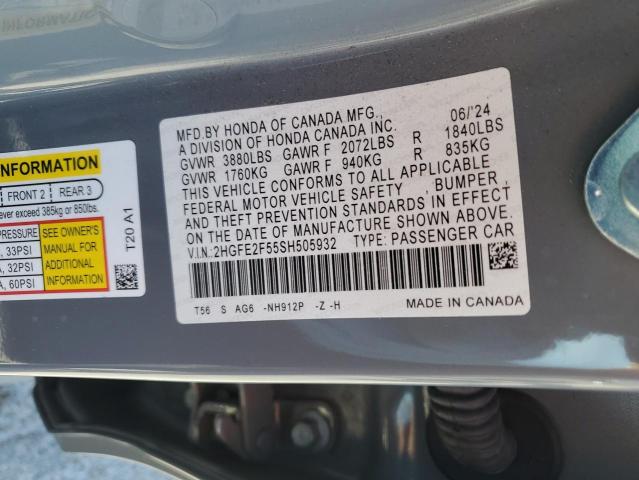 INFORMATION
FRONT 2 REAR 3
ever exceed 385kg or 850lbs.
PRESSURE SEE OWNER'S
, 33PSI MANUAL FOR
A, 32PSI ADDITIONAL
A, 60PSI INFORMATION
T20 A1
MFD.BY HONDA OF CANADA MFG., 06/'24
A DIVISION OF HONDA CANADA INC.
GVWR 3880LBS GAWR F 2072LBS R 1840LBS
GVWR 1760KG GAWR F 940KG R 835KG
THIS VEHICLE CONFORMS TO ALL APPLICABLE
FEDERAL MOTOR VEHICLE SAFETY , BUMPER,
AND THEFT PREVENTION STANDARDS IN EFFECT
ON THE DATE OF MANUFACTURE SHOWN ABOVE.
V.I.N.:2HGFE2F55SH505932 TYPE: PASSENGER CAR
T56 S AG6 -NH912P -Z -H MADE IN CANADA